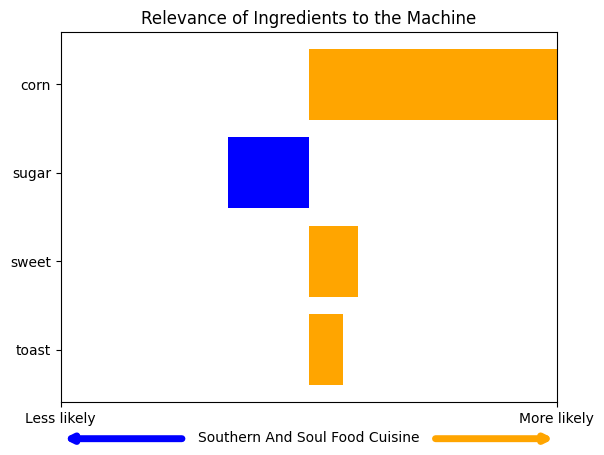 Relevance of Ingredients to the Machine
corn
sugar
sweet
toast
Less likely
More likely
Southern And Soul Food Cuisine